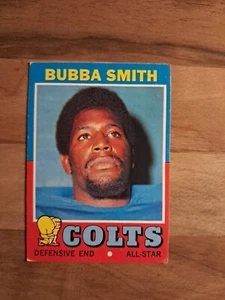 BUBBA SMITH
COLTS
DEFENSIVE END ALL-STAR